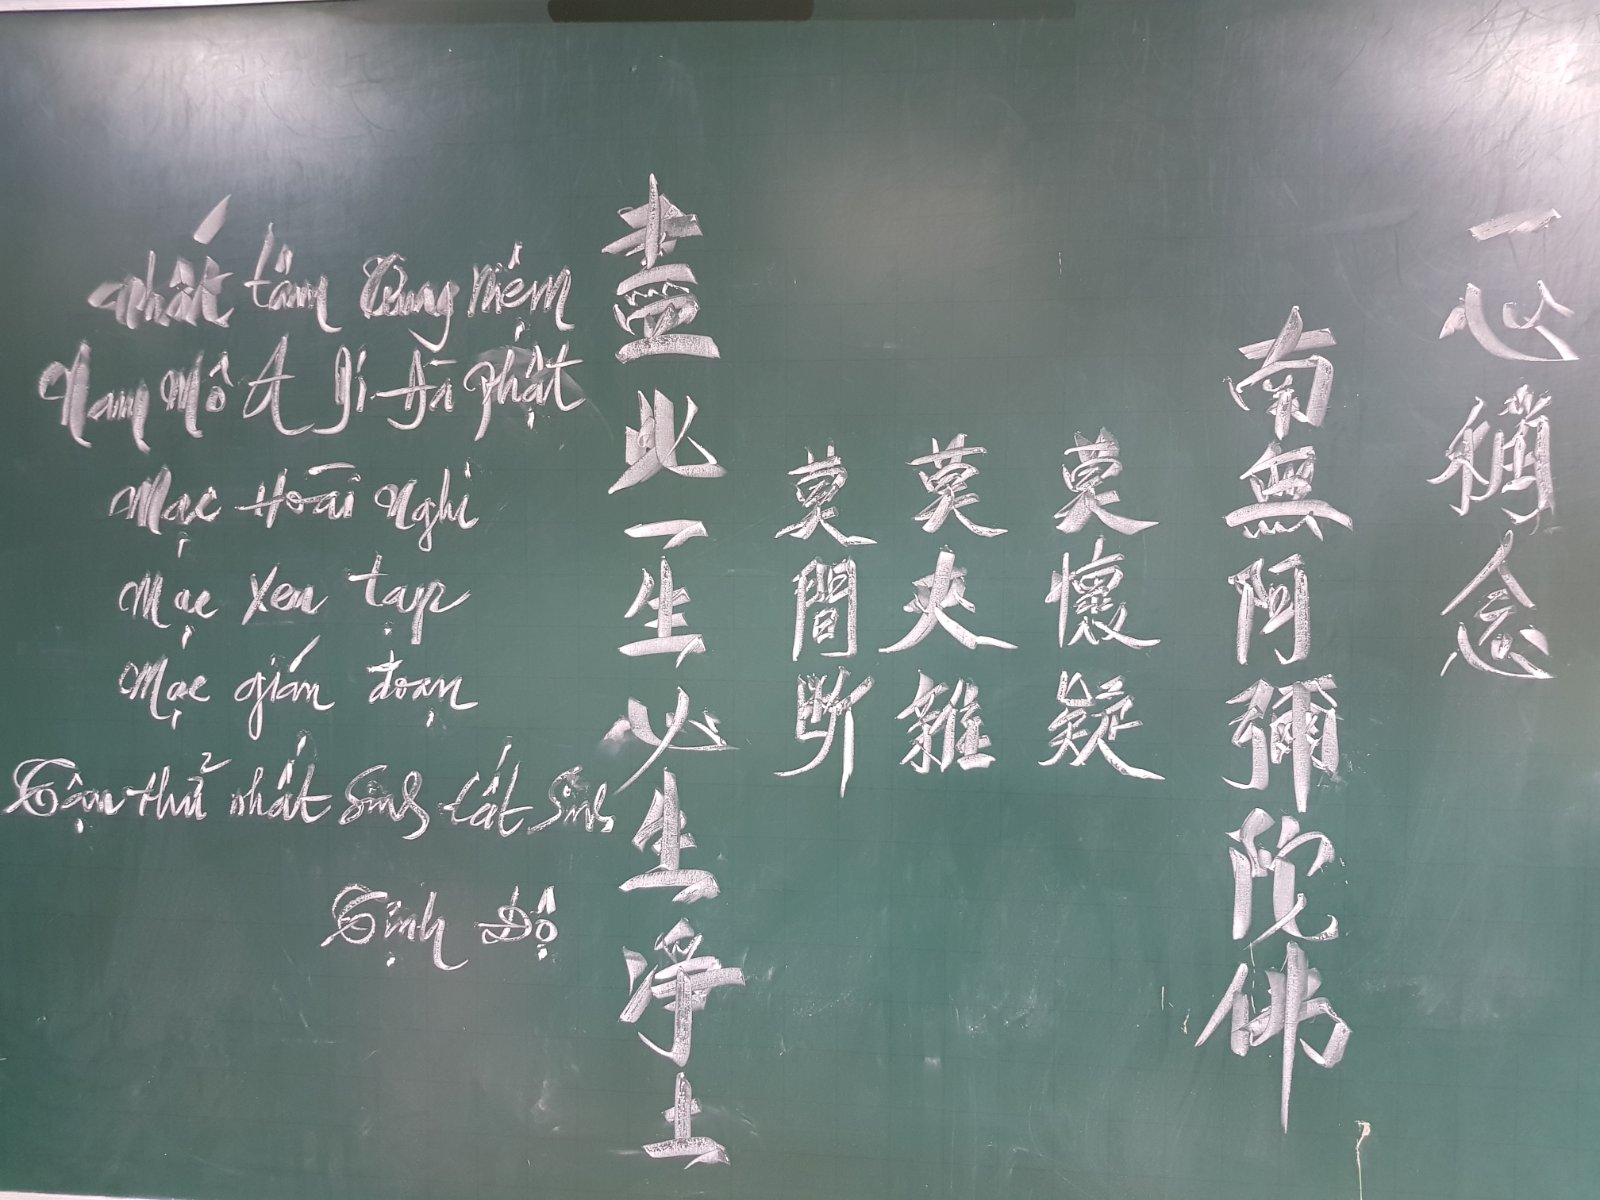 一心稱念
南無阿彌陀佛
莫懷疑
莫夾雜
莫間斷
盡此一生必生淨土
Nhất tâm xưng niệm
Nam Mô A Di Đà Phật
Mạc Hoài Nghi
Mạc Xen tạp
Mạc gián đoạn
Tận thử nhất sinh tất sinh
Tịnh Độ